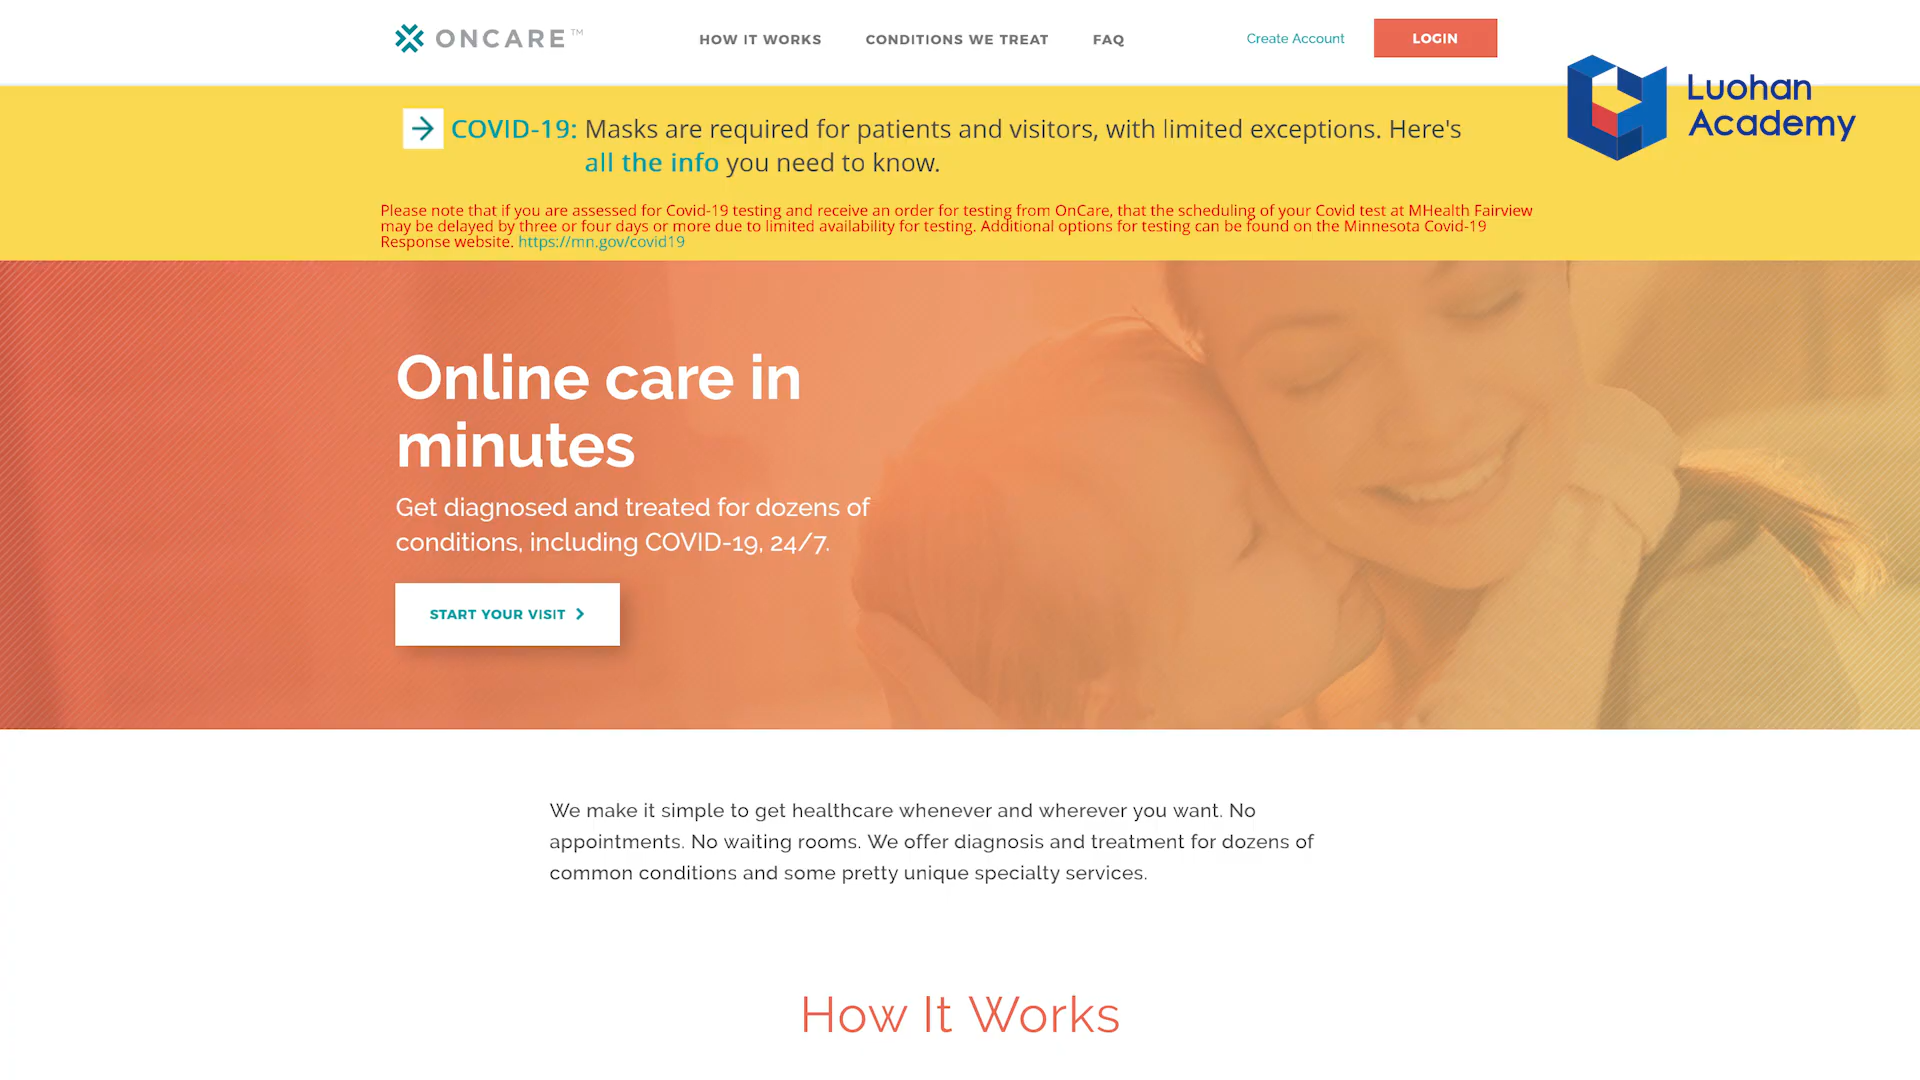 ONCARE™
HOW IT WORKS
CONDITIONS WE TREAT
FAQ
Create Account
LOGIN
Luohan
Academy
COVID-19: Masks are required for patients and visitors, with limited exceptions. Here's
all the info you need to know.
Please note that if you are assessed for Covid-19 testing and receive an order for testing from OnCare, that the scheduling of your Covid test at MHealth Fairview
may be delayed by three or four days or more due to limited availability for testing. Additional options for testing can be found on the Minnesota Covid-19
Response website. https://mn.gov/covid19
Online care in
minutes
Get diagnosed and treated for dozens of
conditions, including COVID-19, 24/7.
START YOUR VISIT
We make it simple to get healthcare whenever and wherever you want. No
appointments. No waiting rooms. We offer diagnosis and treatment for dozens of
common conditions and some pretty unique specialty services.
How It Works